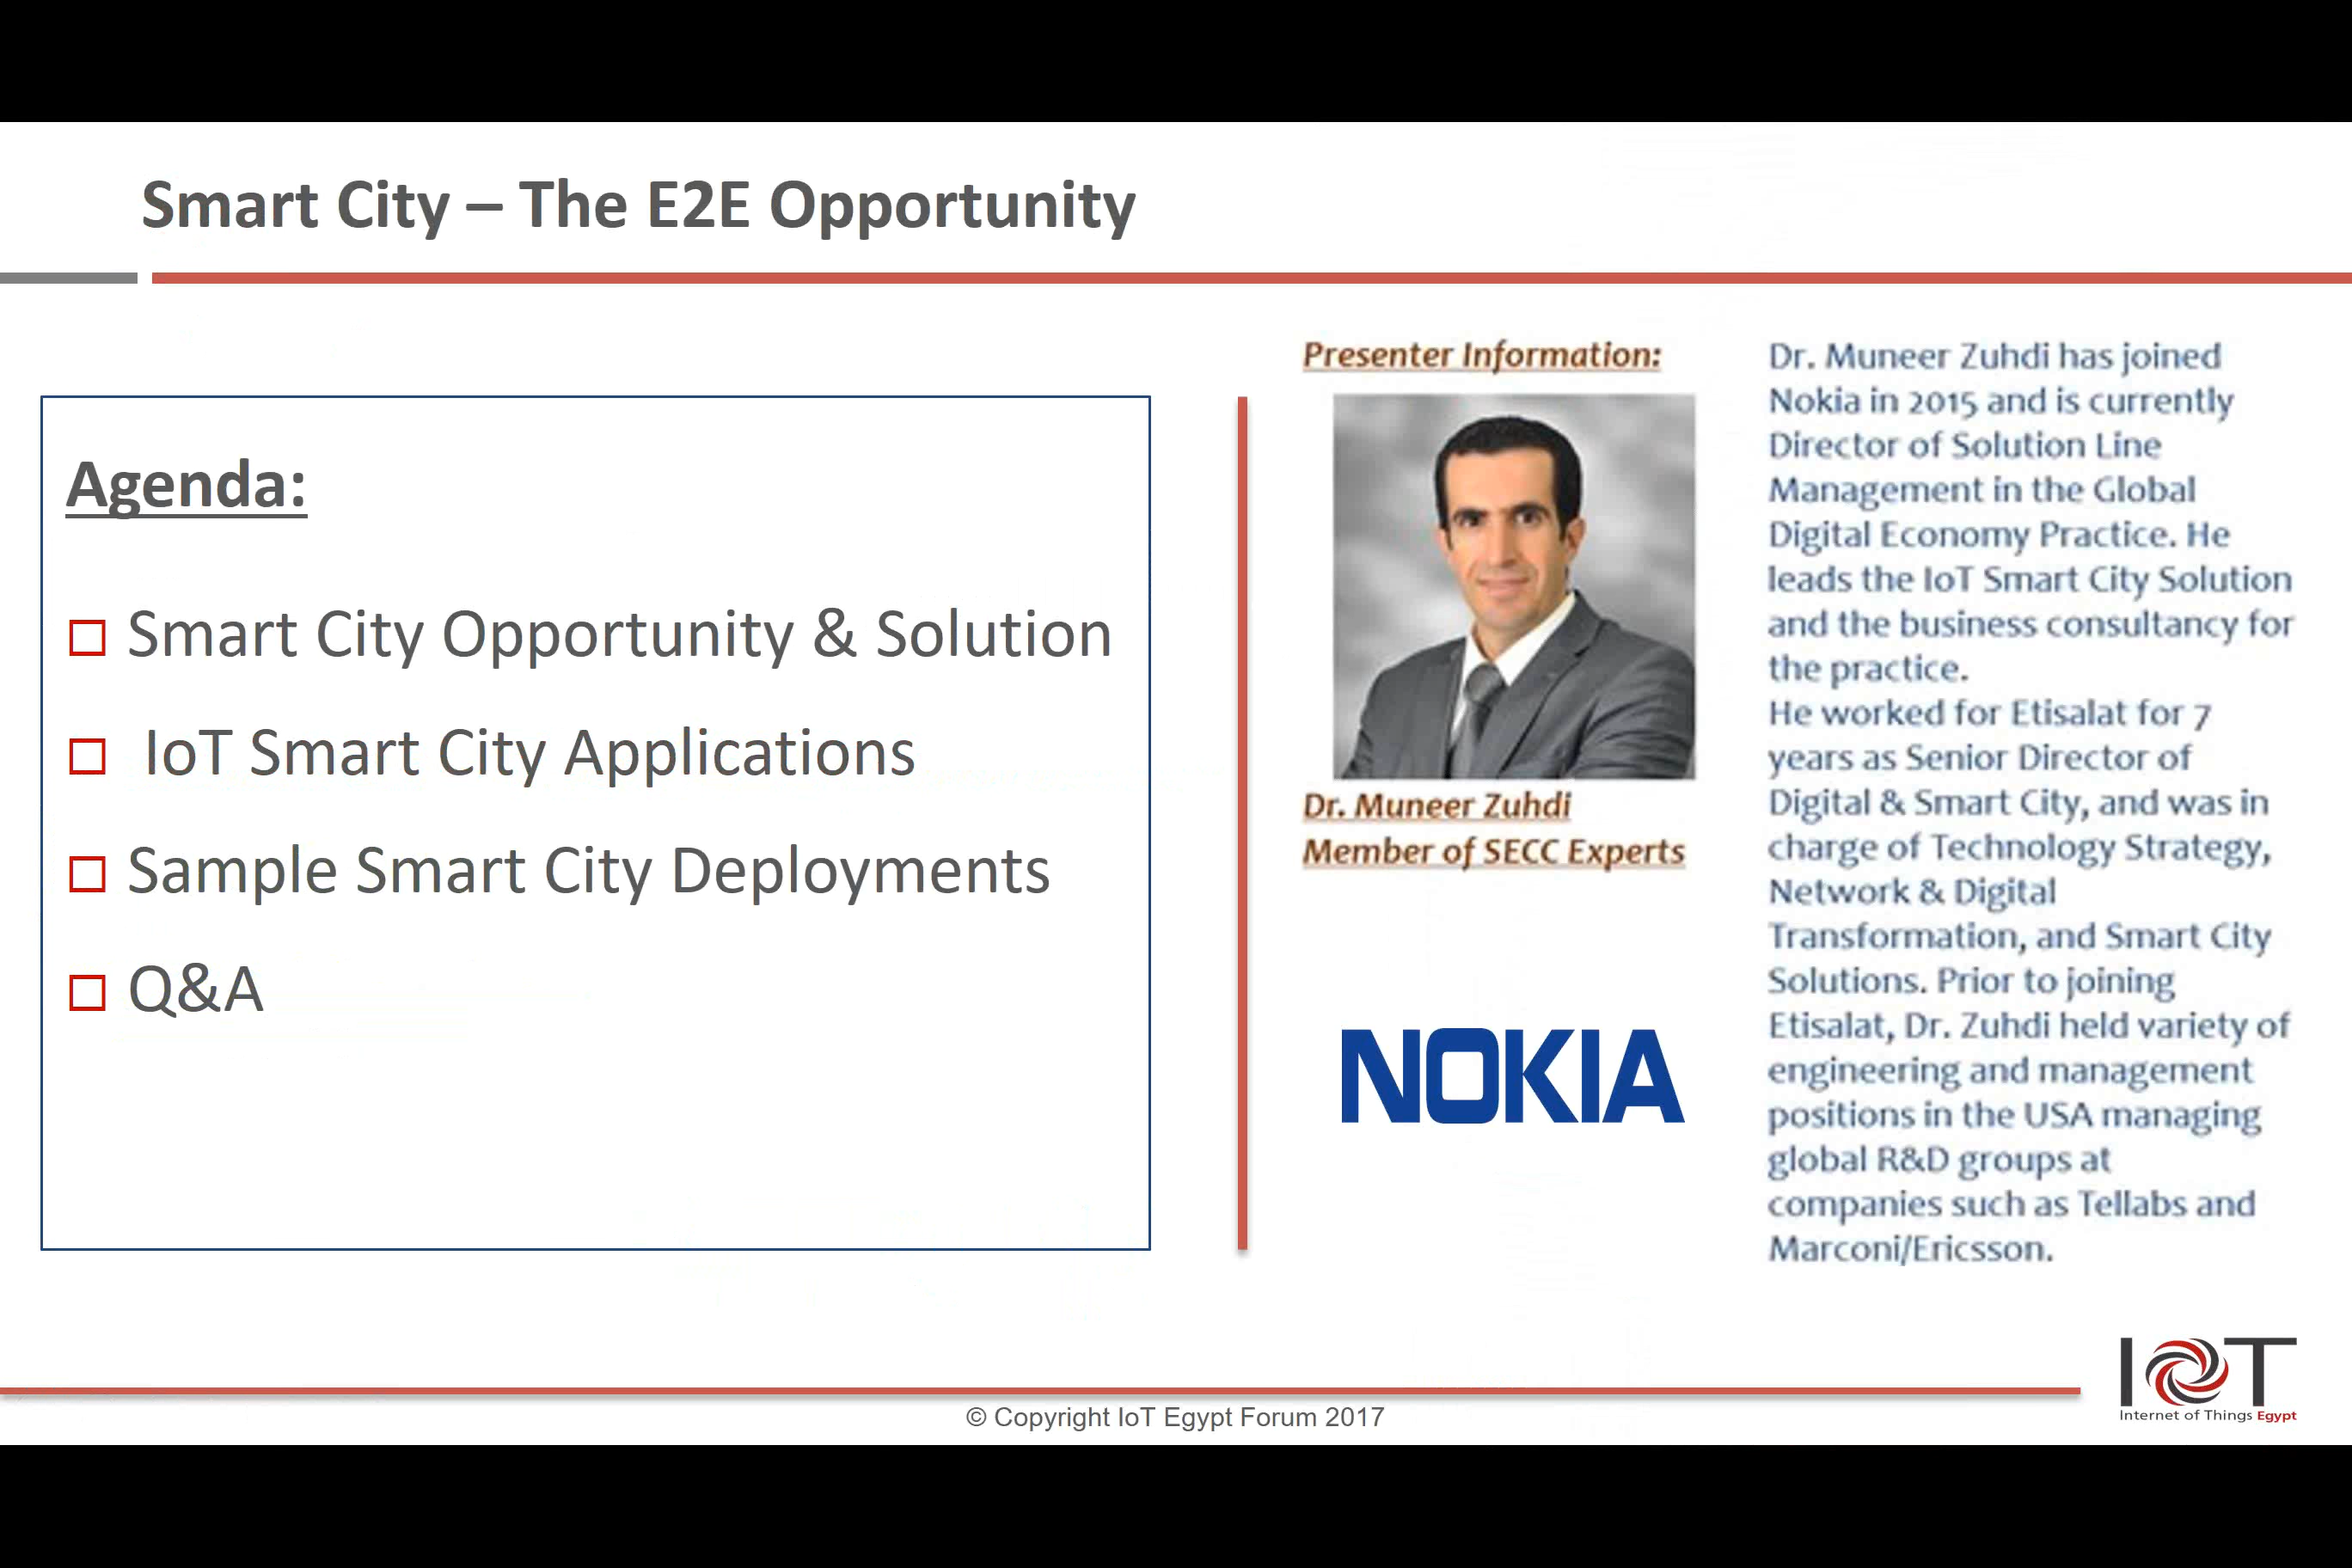 Smart City – The E2E Opportunity
Agenda:
Smart City Opportunity & Solution
IoT Smart City Applications
Sample Smart City Deployments
Q&A
Presenter Information:
Dr. Muneer Zuhdi
Member of SECC Experts
NOKIA
Dr. Muneer Zuhdi has joined
Nokia in 2015 and is currently
Director of Solution Line
Management in the Global
Digital Economy Practice. He
leads the IoT Smart City Solution
and the business consultancy for
the practice.
He worked for Etisalat for 7
years as Senior Director of
Digital & Smart City, and was in
charge of Technology Strategy,
Network & Digital
Transformation, and Smart City
Solutions. Prior to joining
Etisalat, Dr. Zuhdi held variety of
engineering and management
positions in the USA managing
global R&D groups at
companies such as Tellabs and
Marconi/Ericsson.
© Copyright IoT Egypt Forum 2017
IoT
Internet of Things Egypt